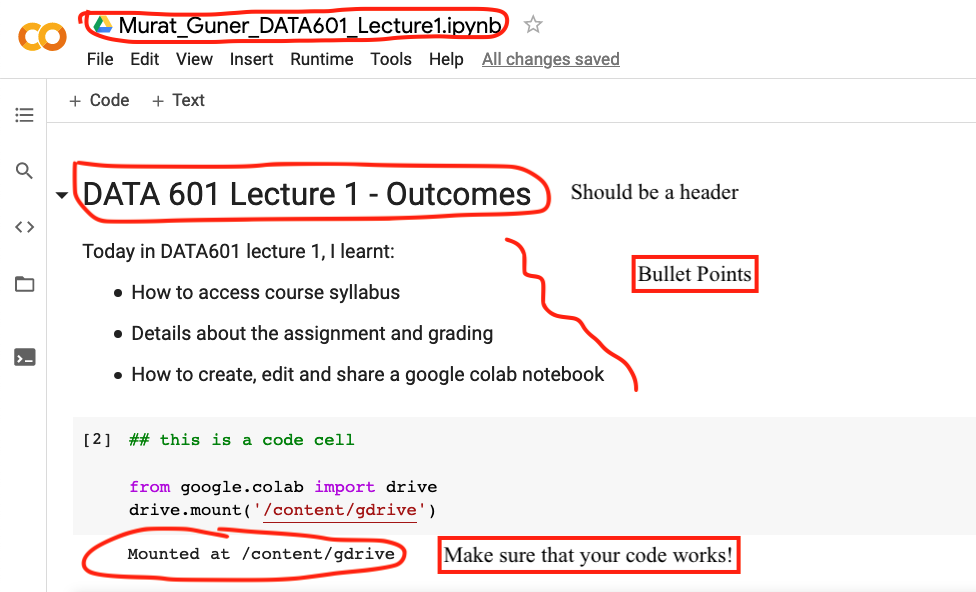 Murat_Guner_DATA601_Lecture1.ipynb
File Edit View Insert Runtime Tools Help All changes saved
+ Code + Text
DATA 601 Lecture 1 - Outcomes
Should be a header
Today in DATA601 lecture 1, I learnt:
Bullet Points
• How to access course syllabus
• Details about the assignment and grading
• How to create, edit and share a google colab notebook
[2] ## this is a code cell
from google.colab import drive
drive.mount('/content/gdrive')
Mounted at /content/gdrive
Make sure that your code works!